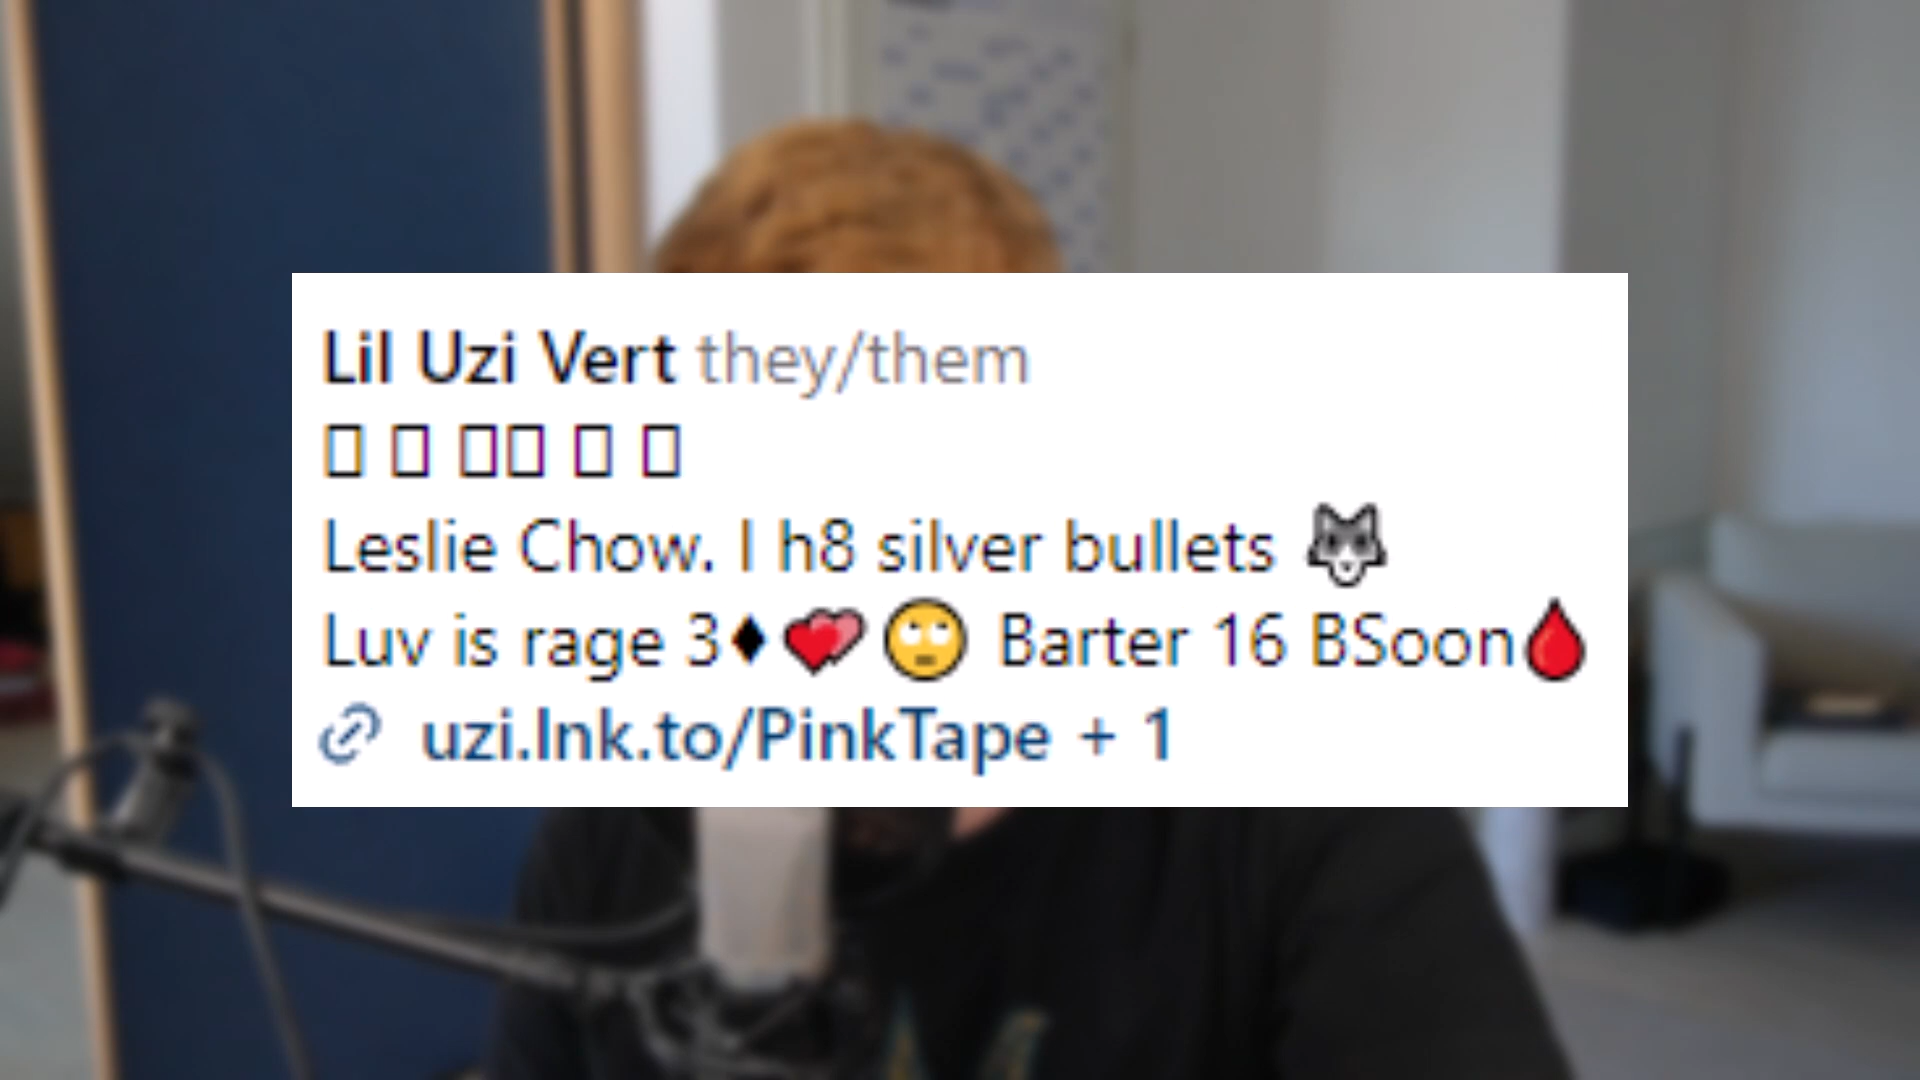 Lil Uzi Vert they/them
Leslie Chow. I h8 silver bullets 🐺
Luv is rage 3♦️💕🙄 Barter 16 BSoon🩸
uzi.lnk.to/PinkTape + 1